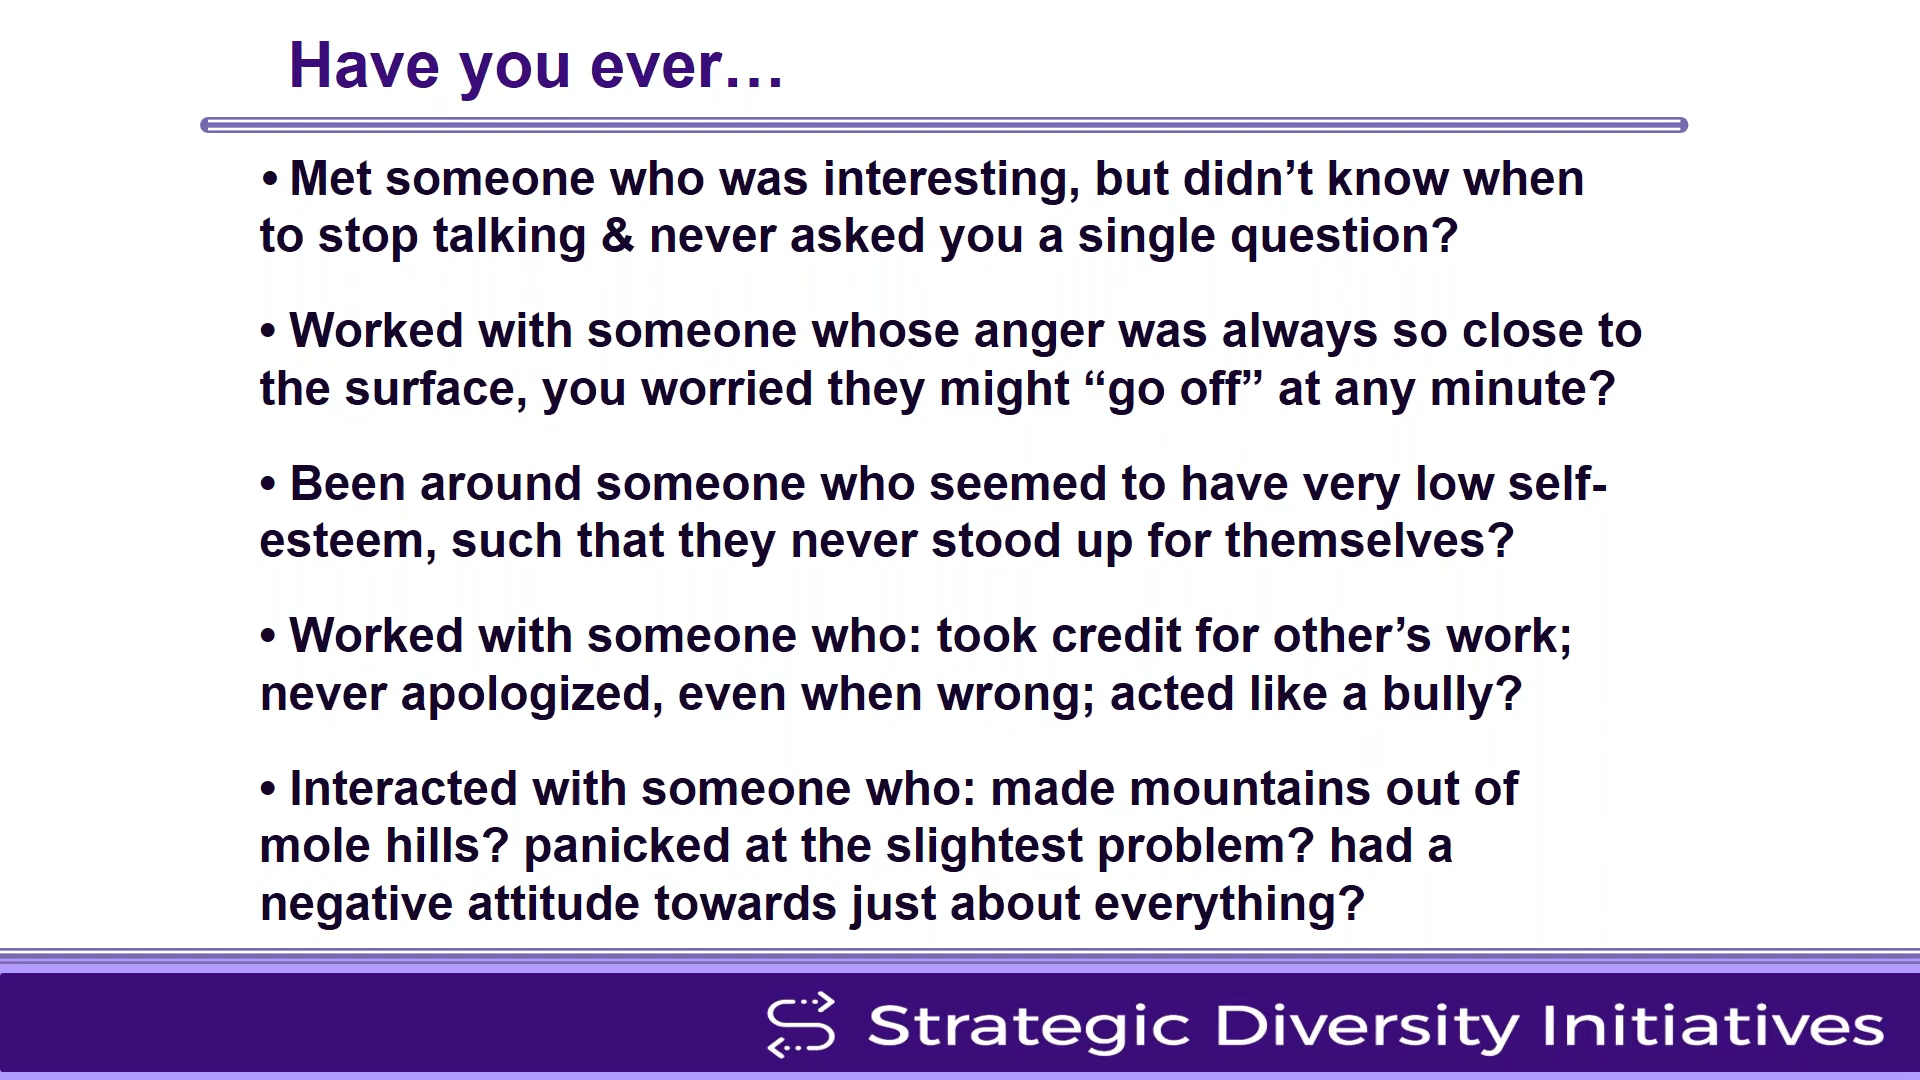 Have you ever…
• Met someone who was interesting, but didn’t know when
to stop talking & never asked you a single question?
• Worked with someone whose anger was always so close to
the surface, you worried they might “go off” at any minute?
• Been around someone who seemed to have very low self-
esteem, such that they never stood up for themselves?
• Worked with someone who: took credit for other’s work;
never apologized, even when wrong; acted like a bully?
• Interacted with someone who: made mountains out of
mole hills? panicked at the slightest problem? had a
negative attitude towards just about everything?
Strategic Diversity Initiatives